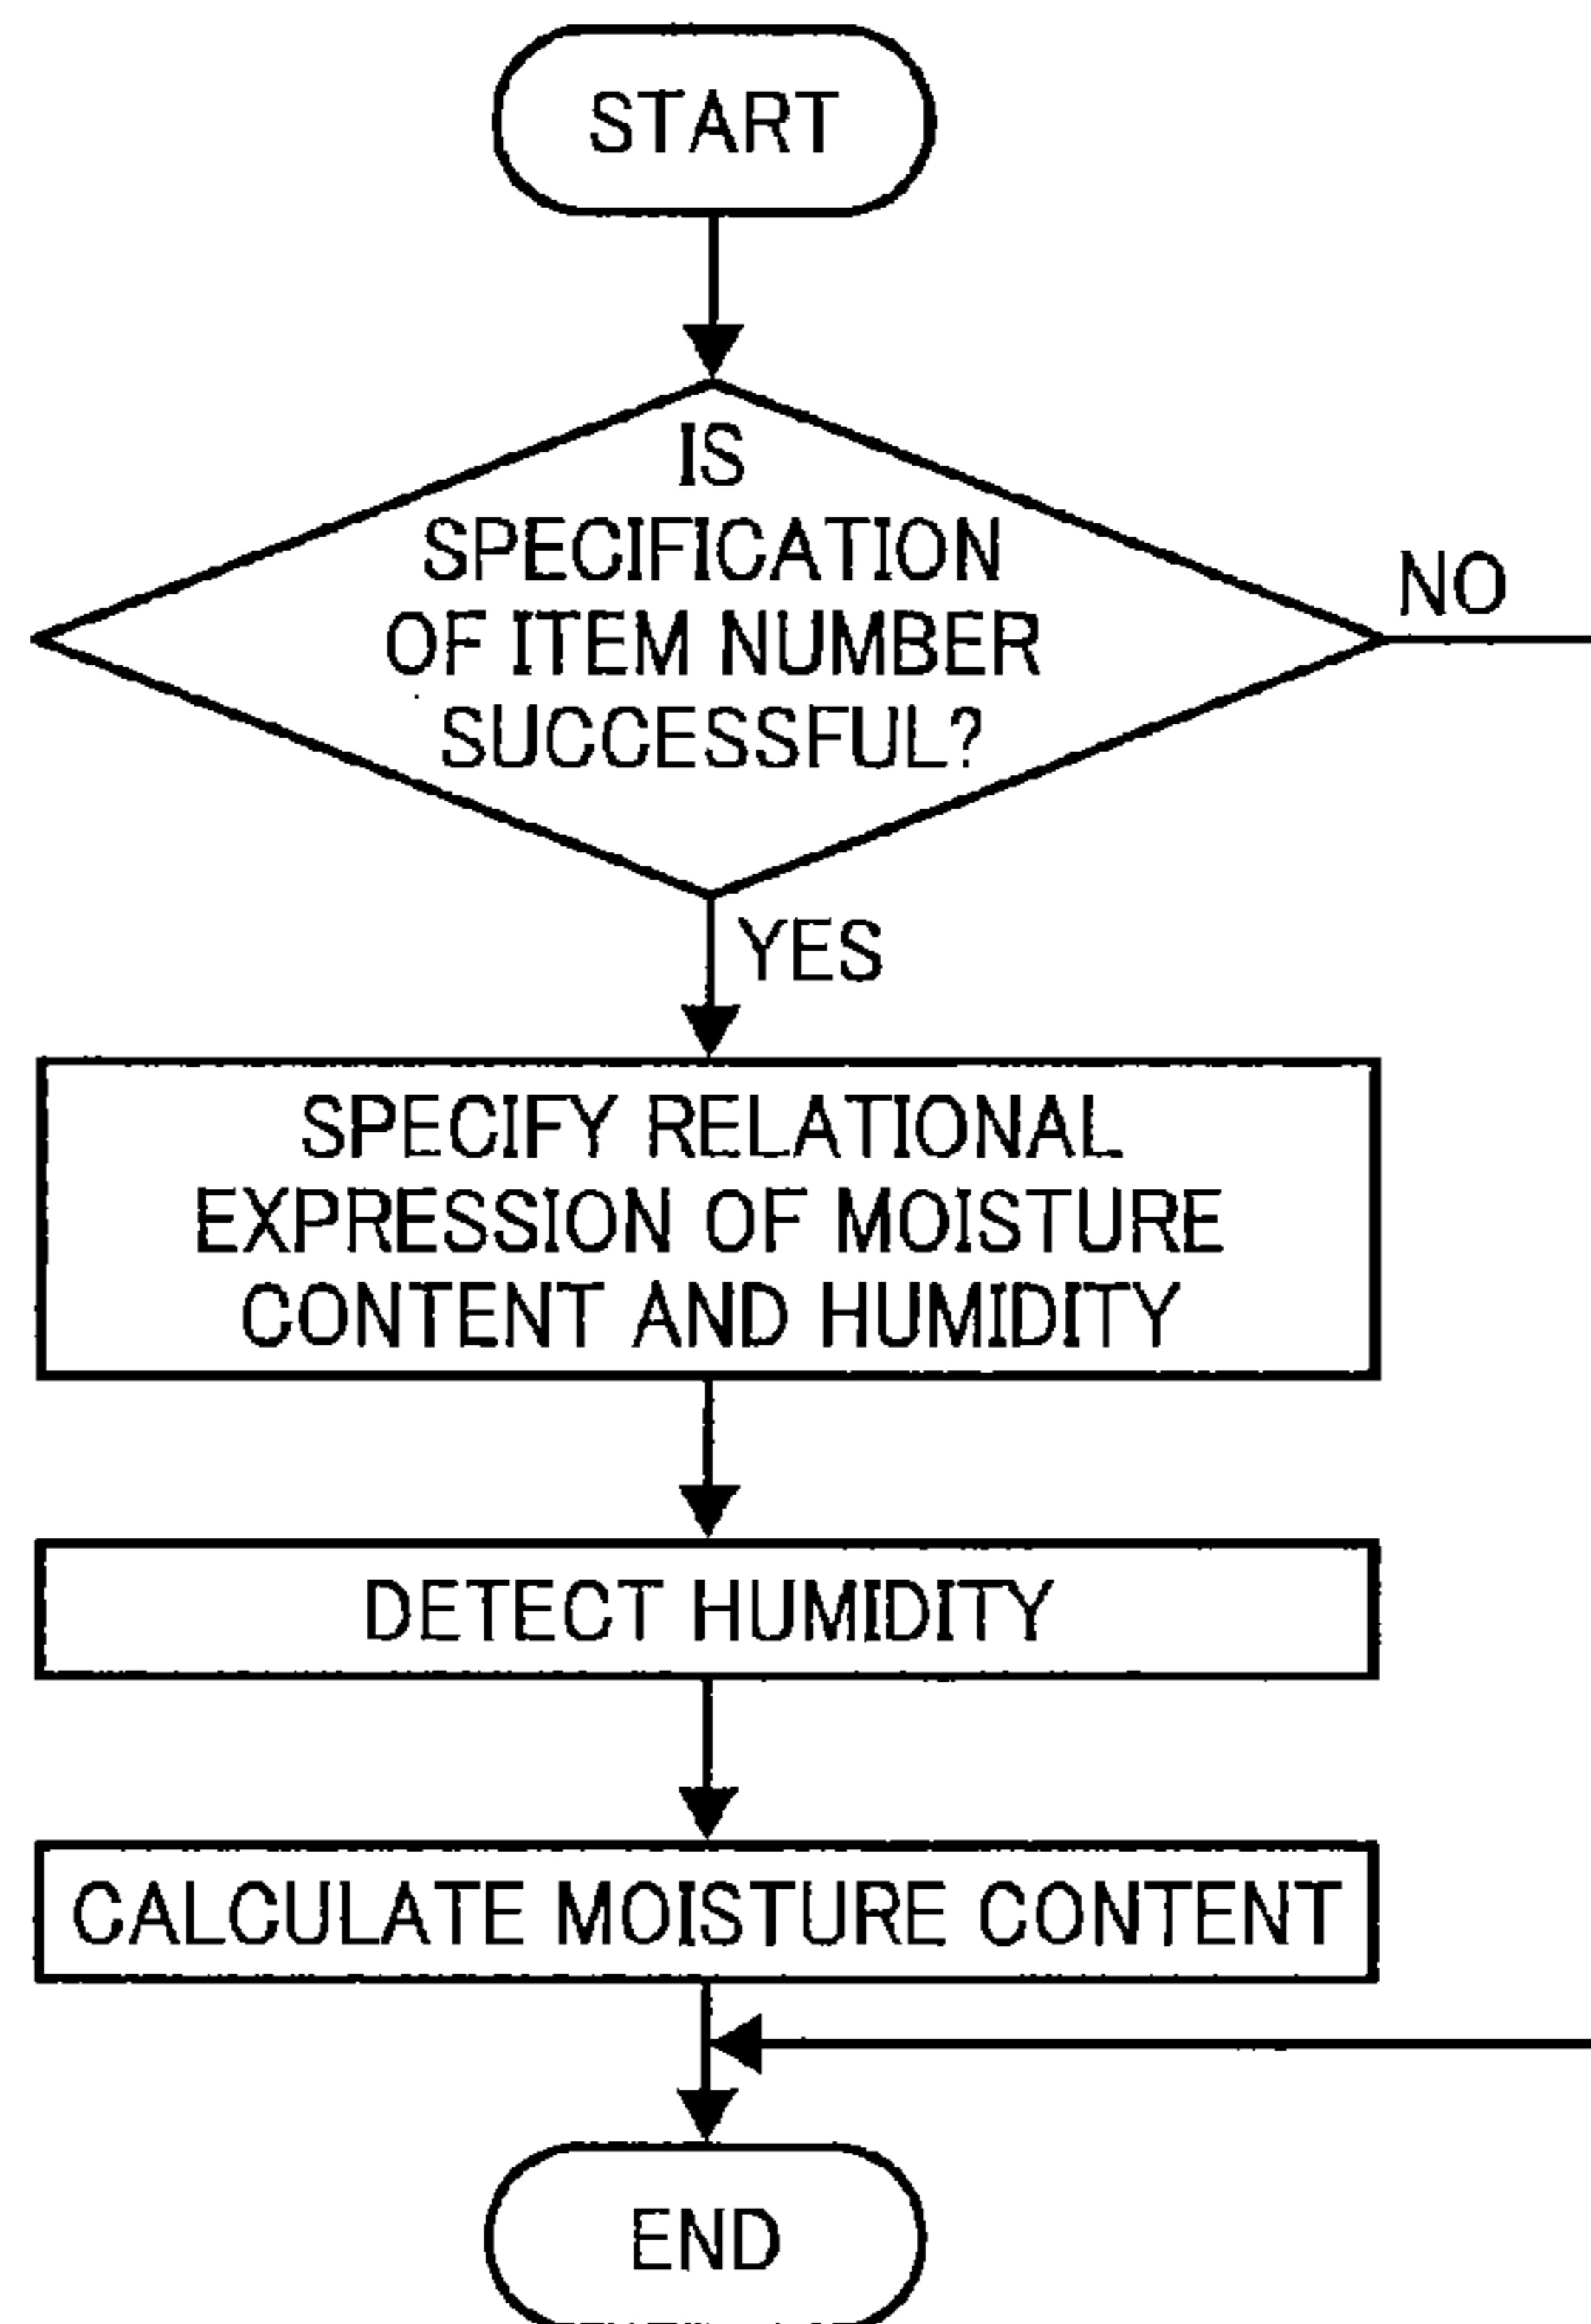 START
IS
SPECIFICATION
OF ITEM NUMBER
SUCCESSFUL?
NO
YES
SPECIFY RELATIONAL
EXPRESSION OF MOISTURE
CONTENT AND HUMIDITY
DETECT HUMIDITY
CALCULATE MOISTURE CONTENT
END